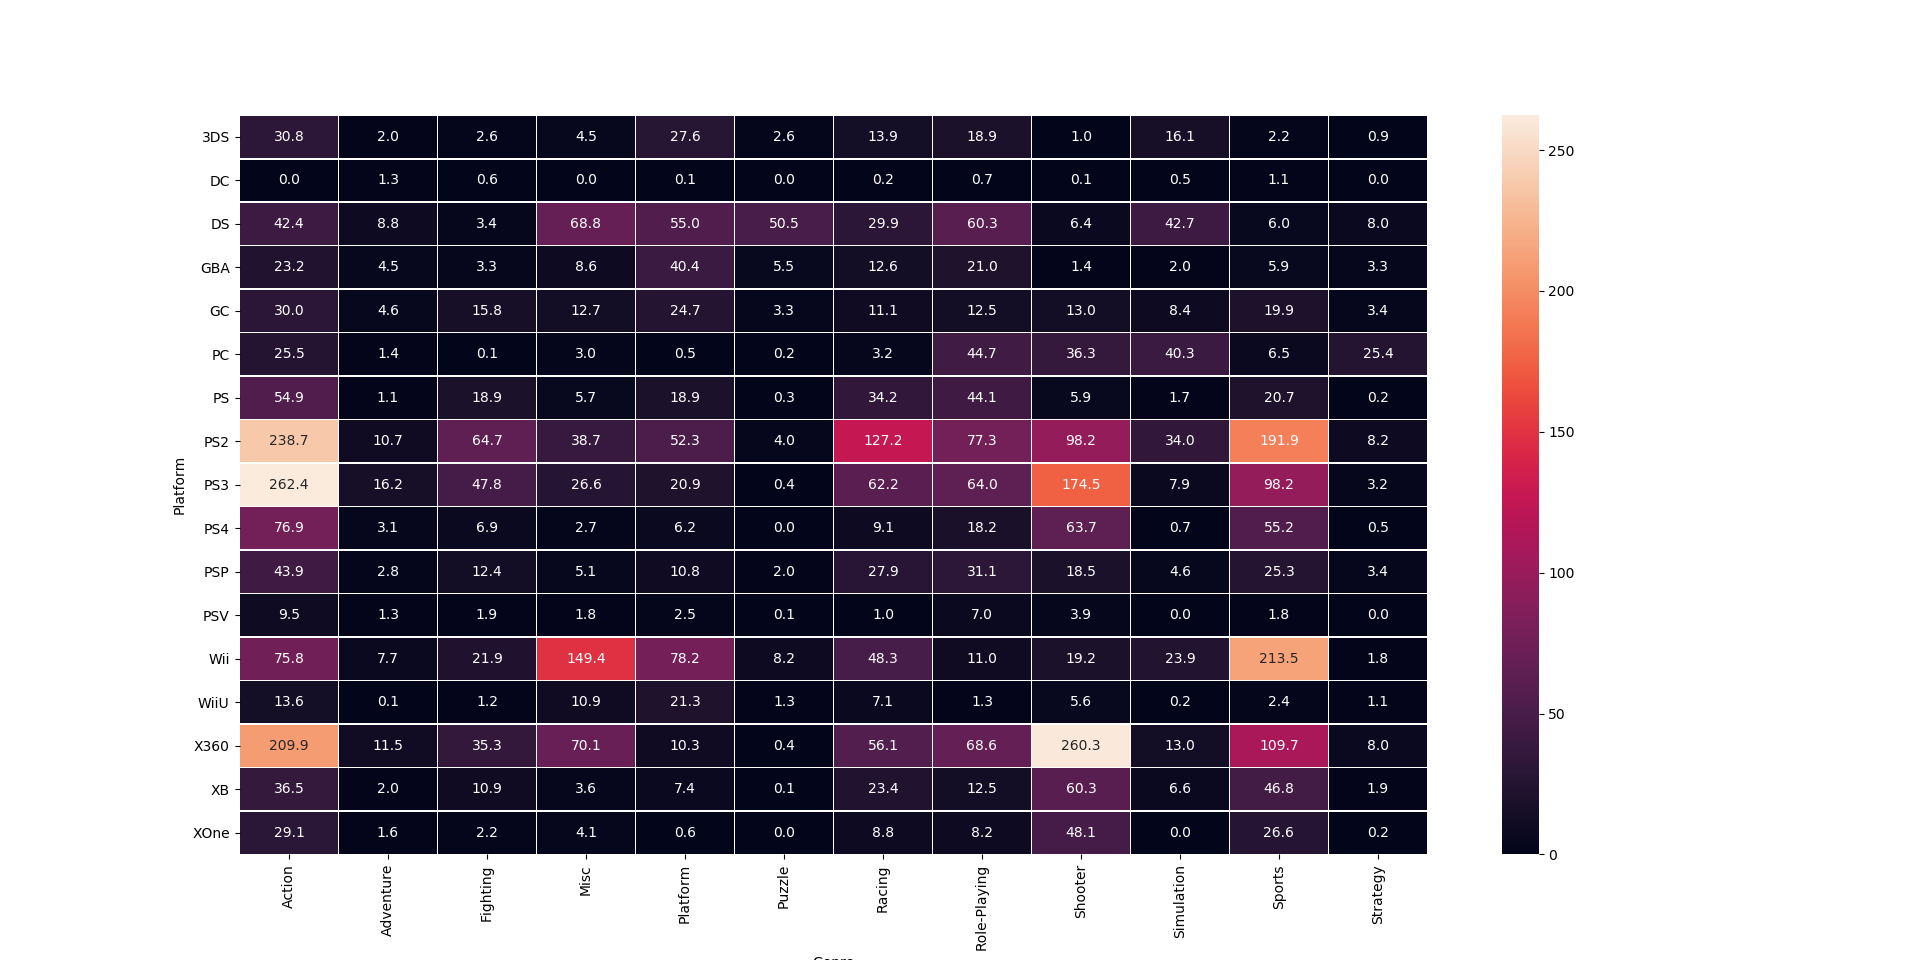 3DS 30.8 2.0 2.6 4.5 27.6 2.6 13.9 18.9 1.0 16.1 2.2 0.9
DC 0.0 1.3 0.6 0.0 0.1 0.0 0.2 0.7 0.1 0.5 1.1 0.0
DS 42.4 8.8 3.4 68.8 55.0 50.5 29.9 60.3 6.4 42.7 6.0 8.0
GBA 23.2 4.5 3.3 8.6 40.4 5.5 12.6 21.0 1.4 2.0 5.9 3.3
GC 30.0 4.6 15.8 12.7 24.7 3.3 11.1 12.5 13.0 8.4 19.9 3.4
PC 25.5 1.4 0.1 3.0 0.5 0.2 3.2 44.7 36.3 40.3 6.5 25.4
PS 54.9 1.1 18.9 5.7 18.9 0.3 34.2 44.1 5.9 1.7 20.7 0.2
PS2 238.7 10.7 64.7 38.7 52.3 4.0 127.2 77.3 98.2 34.0 191.9 8.2
PS3 262.4 16.2 47.8 26.6 20.9 0.4 62.2 64.0 174.5 7.9 98.2 3.2
PS4 76.9 3.1 6.9 2.7 6.2 0.0 9.1 18.2 63.7 0.7 55.2 0.5
PSP 43.9 2.8 12.4 5.1 10.8 2.0 27.9 31.1 18.5 4.6 25.3 3.4
PSV 9.5 1.3 1.9 1.8 2.5 0.1 1.0 7.0 3.9 0.0 1.8 0.0
Wii 75.8 7.7 21.9 149.4 78.2 8.2 48.3 11.0 19.2 23.9 213.5 1.8
WiiU 13.6 0.1 1.2 10.9 21.3 1.3 7.1 1.3 5.6 0.2 2.4 1.1
X360 209.9 11.5 35.3 70.1 10.3 0.4 56.1 68.6 260.3 13.0 109.7 8.0
XB 36.5 2.0 10.9 3.6 7.4 0.1 23.4 12.5 60.3 6.6 46.8 1.9
XOne 29.1 1.6 2.2 4.1 0.6 0.0 8.8 8.2 48.1 0.0 26.6 0.2
Platform
Action Adventure Fighting Misc Platform Puzzle Racing Role-Playing Shooter Simulation Sports Strategy
250
200
150
100
50
0